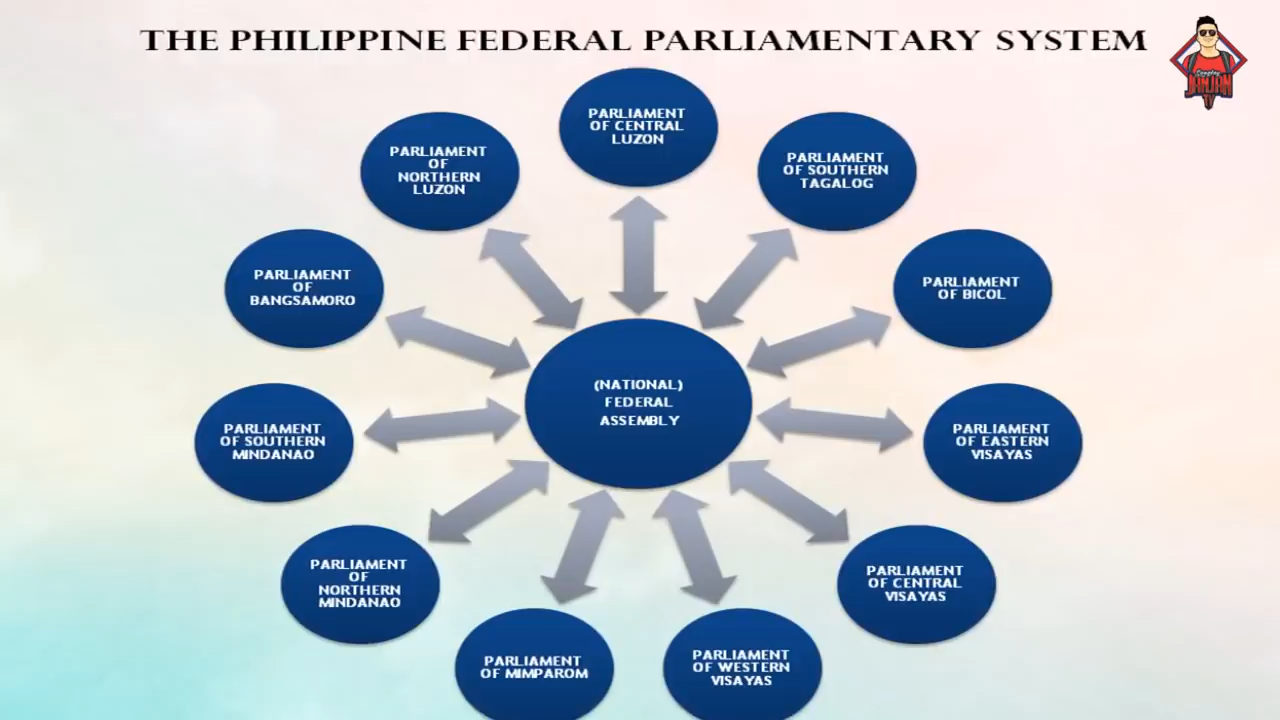 THE PHILIPPINE FEDERAL PARLIAMENTARY SYSTEM
JANJAN
TV
PARLIAMENT
OF CENTRAL
LUZON
PARLIAMENT
OF SOUTHERN
TAGALOG
PARLIAMENT
OF BICOL
PARLIAMENT
OF EASTERN
VISAYAS
PARLIAMENT
OF CENTRAL
VISAYAS
PARLIAMENT
OF WESTERN
VISAYAS
PARLIAMENT
OF MIMPAROM
PARLIAMENT
OF
NORTHERN
MINDANAO
PARLIAMENT
OF SOUTHERN
MINDANAO
PARLIAMENT
OF
BANGSAMORO
PARLIAMENT
OF
NORTHERN
LUZON
(NATIONAL)
FEDERAL
ASSEMBLY